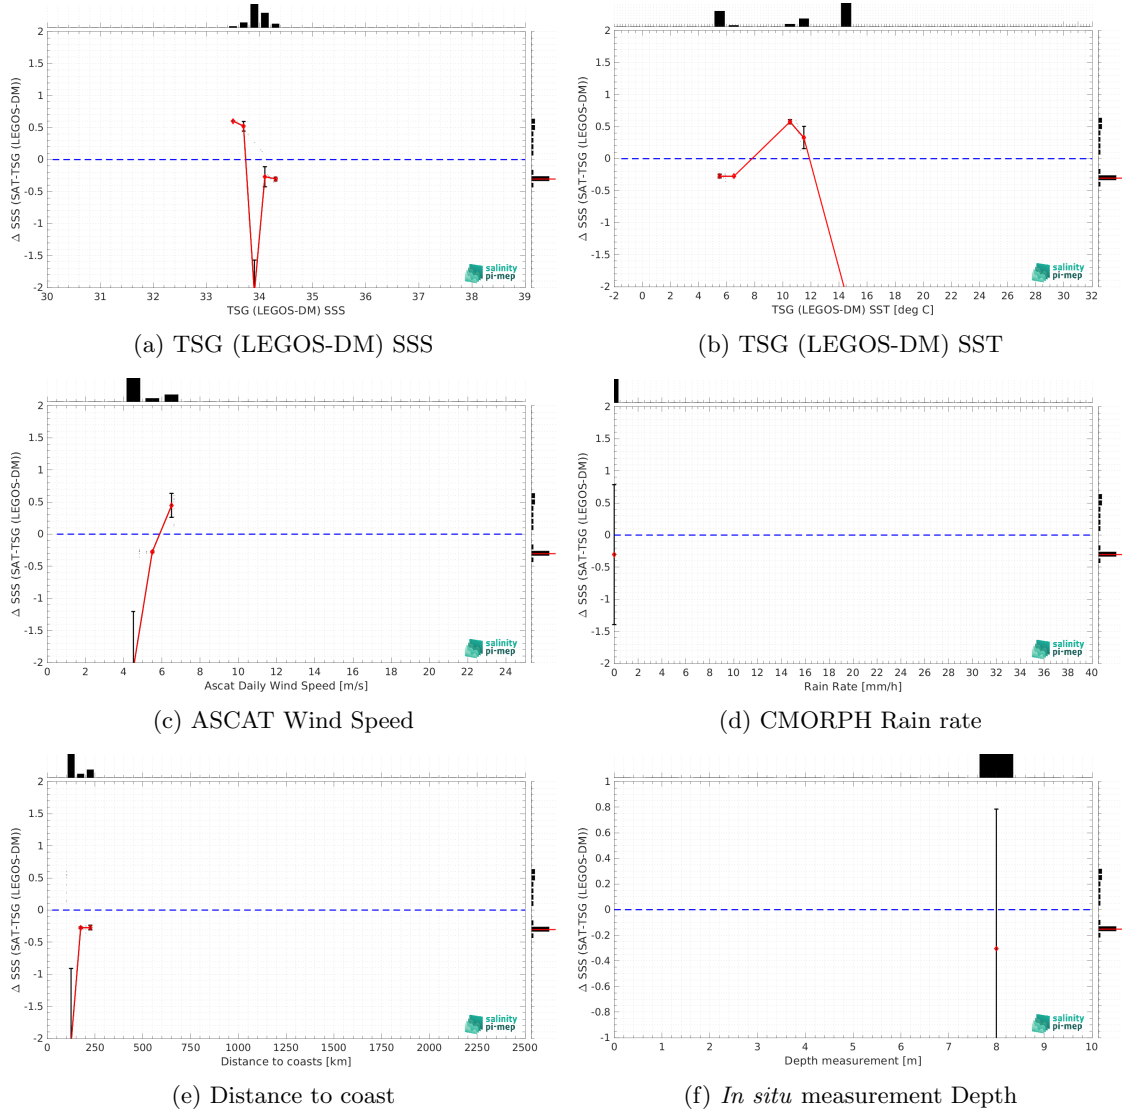 2
1.5
1
0.5
0
-0.5
-1
-1.5
-2
Δ SSS (SAT-TSG (LEGOS-DM))
30 31 32 33 34 35 36 37 38 39
TSG (LEGOS-DM) SSS
salinity
pi-mep
(a) TSG (LEGOS-DM) SSS
2
1.5
1
0.5
0
-0.5
-1
-1.5
-2
Δ SSS (SAT-TSG (LEGOS-DM))
-2 0 2 4 6 8 10 12 14 16 18 20 22 24 26 28 30 32
TSG (LEGOS-DM) SST [deg C]
salinity
pi-mep
(b) TSG (LEGOS-DM) SST
2
1.5
1
0.5
0
-0.5
-1
-1.5
-2
Δ SSS (SAT-TSG (LEGOS-DM))
0 2 4 6 8 10 12 14 16 18 20 22 24
Ascat Daily Wind Speed [m/s]
salinity
pi-mep
(c) ASCAT Wind Speed
2
1.5
1
0.5
0
-0.5
-1
-1.5
-2
Δ SSS (SAT-TSG (LEGOS-DM))
0 2 4 6 8 10 12 14 16 18 20 22 24 26 28 30 32 34 36 38 40
Rain Rate [mm/h]
salinity
pi-mep
(d) CMORPH Rain rate
2
1.5
1
0.5
0
-0.5
-1
-1.5
-2
Δ SSS (SAT-TSG (LEGOS-DM))
0 250 500 750 1000 1250 1500 1750 2000 2250 2500
Distance to coasts [km]
salinity
pi-mep
(e) Distance to coast
1
0.8
0.6
0.4
0.2
0
-0.2
-0.4
-0.6
-0.8
-1
Δ SSS (SAT-TSG (LEGOS-DM))
0 1 2 3 4 5 6 7 8 9 10
Depth measurement [m]
salinity
pi-mep
(f) In situ measurement Depth